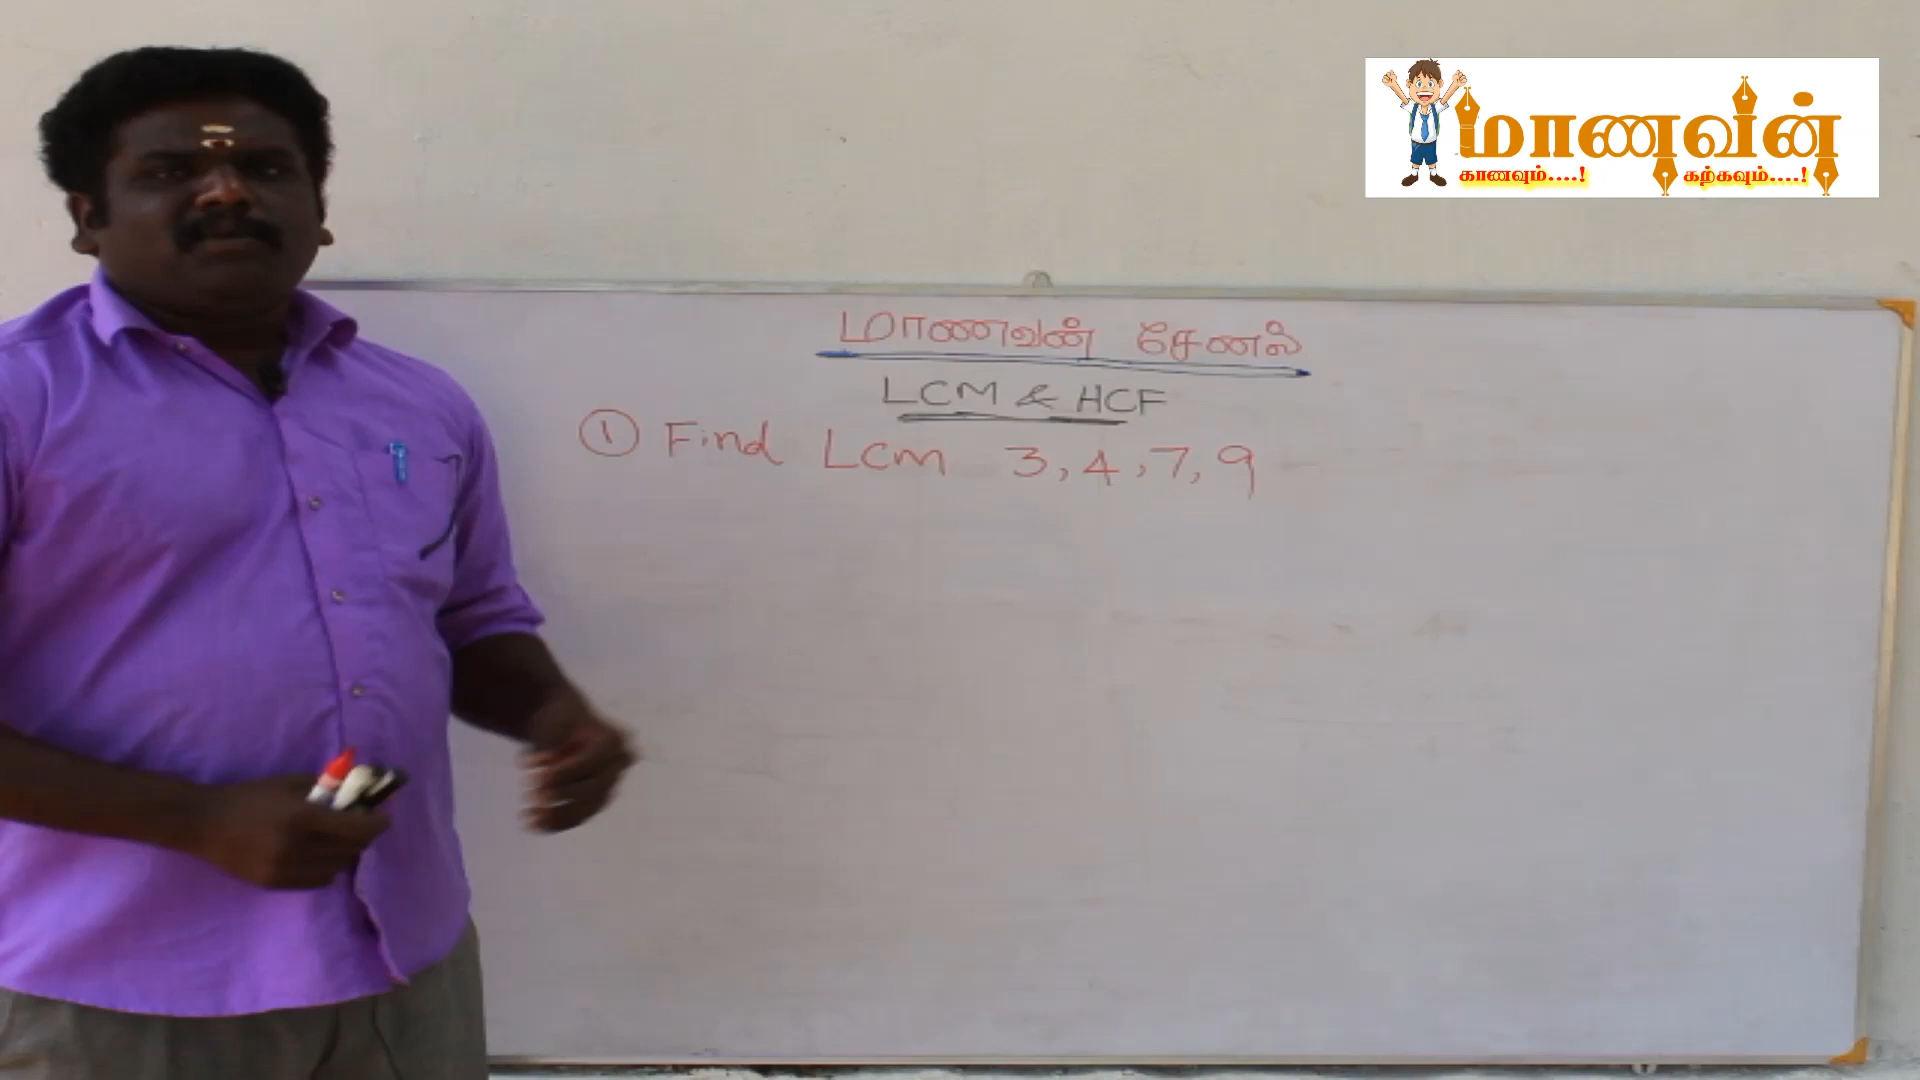 மாணவன்
காணவும்....! கற்கவும்....!
மாணவன் சேனல்
LCM & HCF
① Find LCM 3, 4, 7, 9